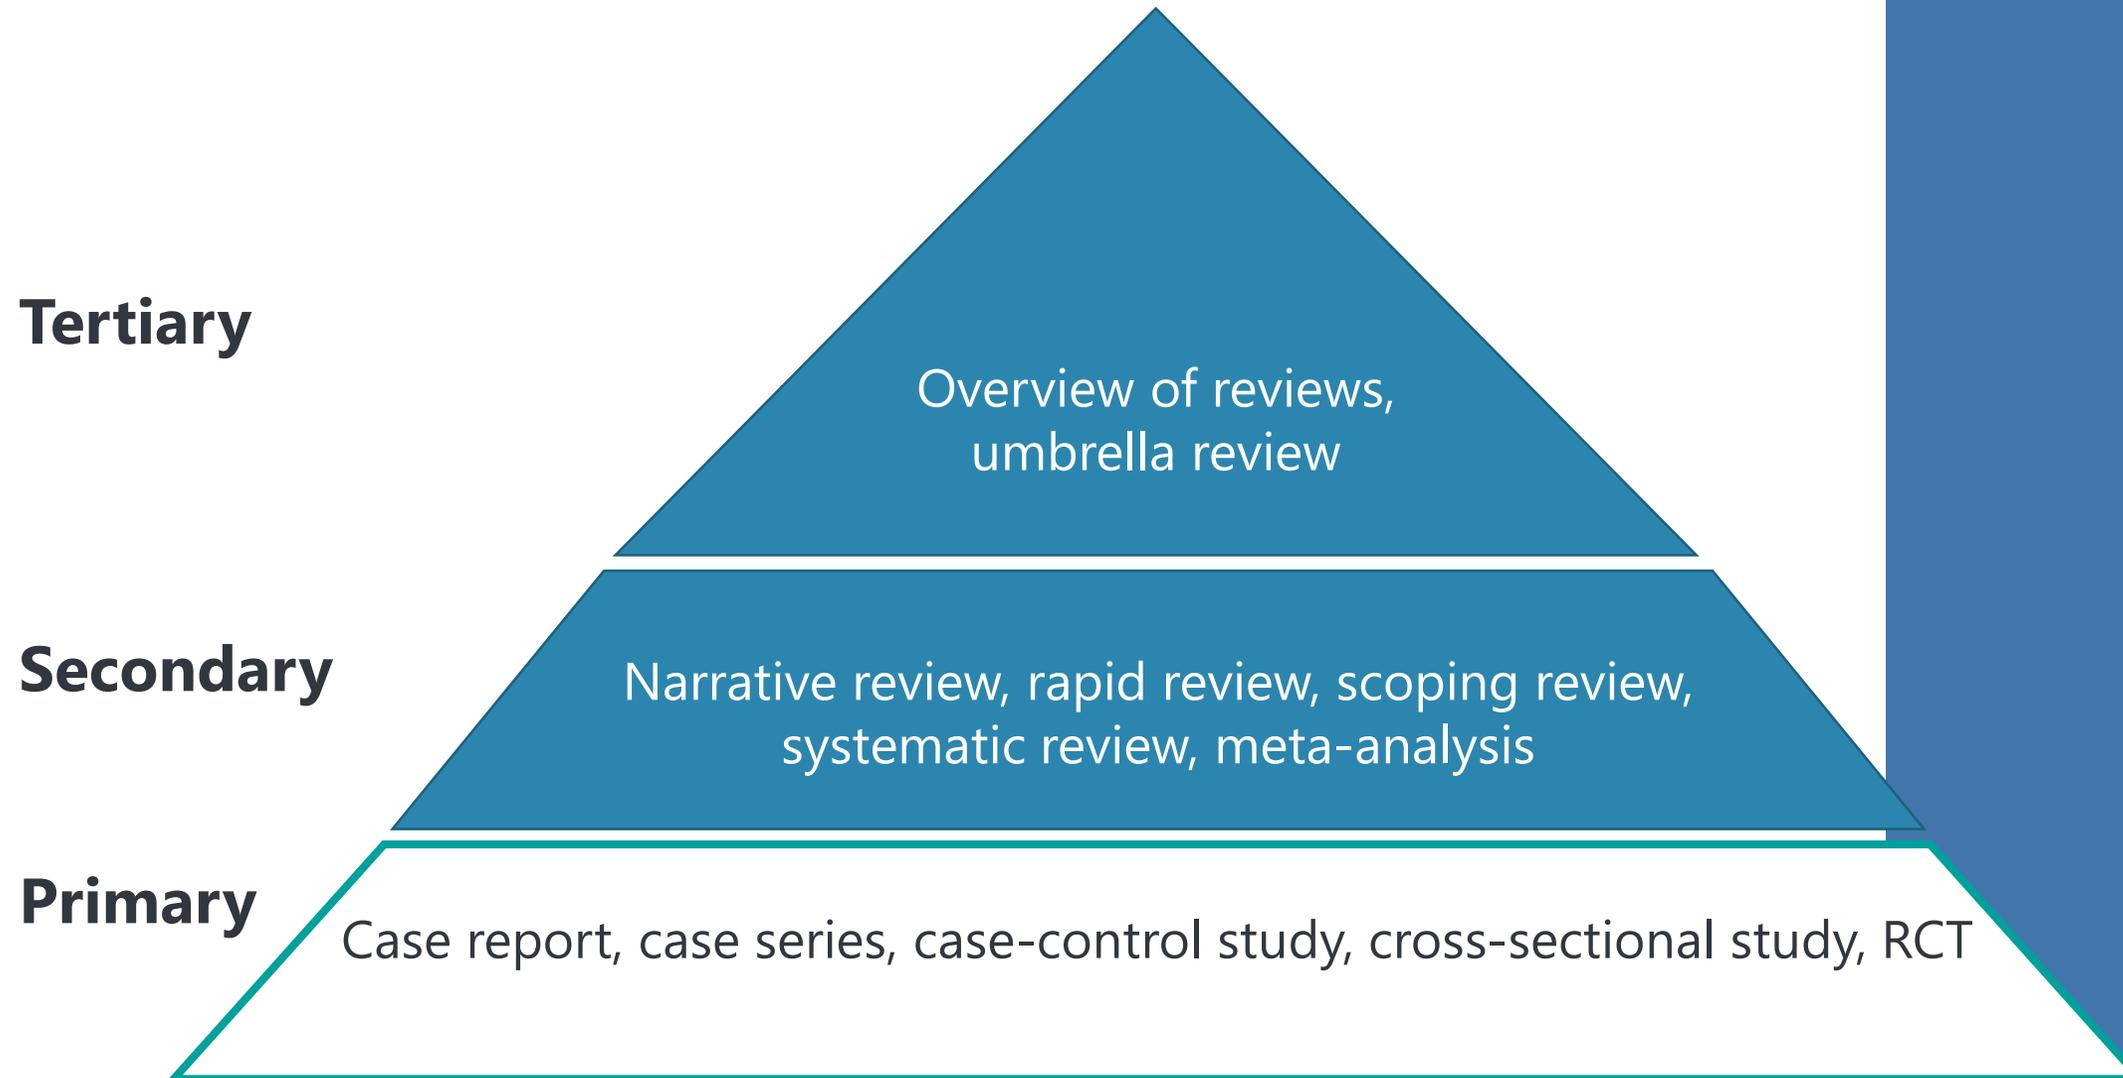 Tertiary
Overview of reviews,
umbrella review
Secondary
Narrative review, rapid review, scoping review,
systematic review, meta-analysis
Primary
Case report, case series, case-control study, cross-sectional study, RCT